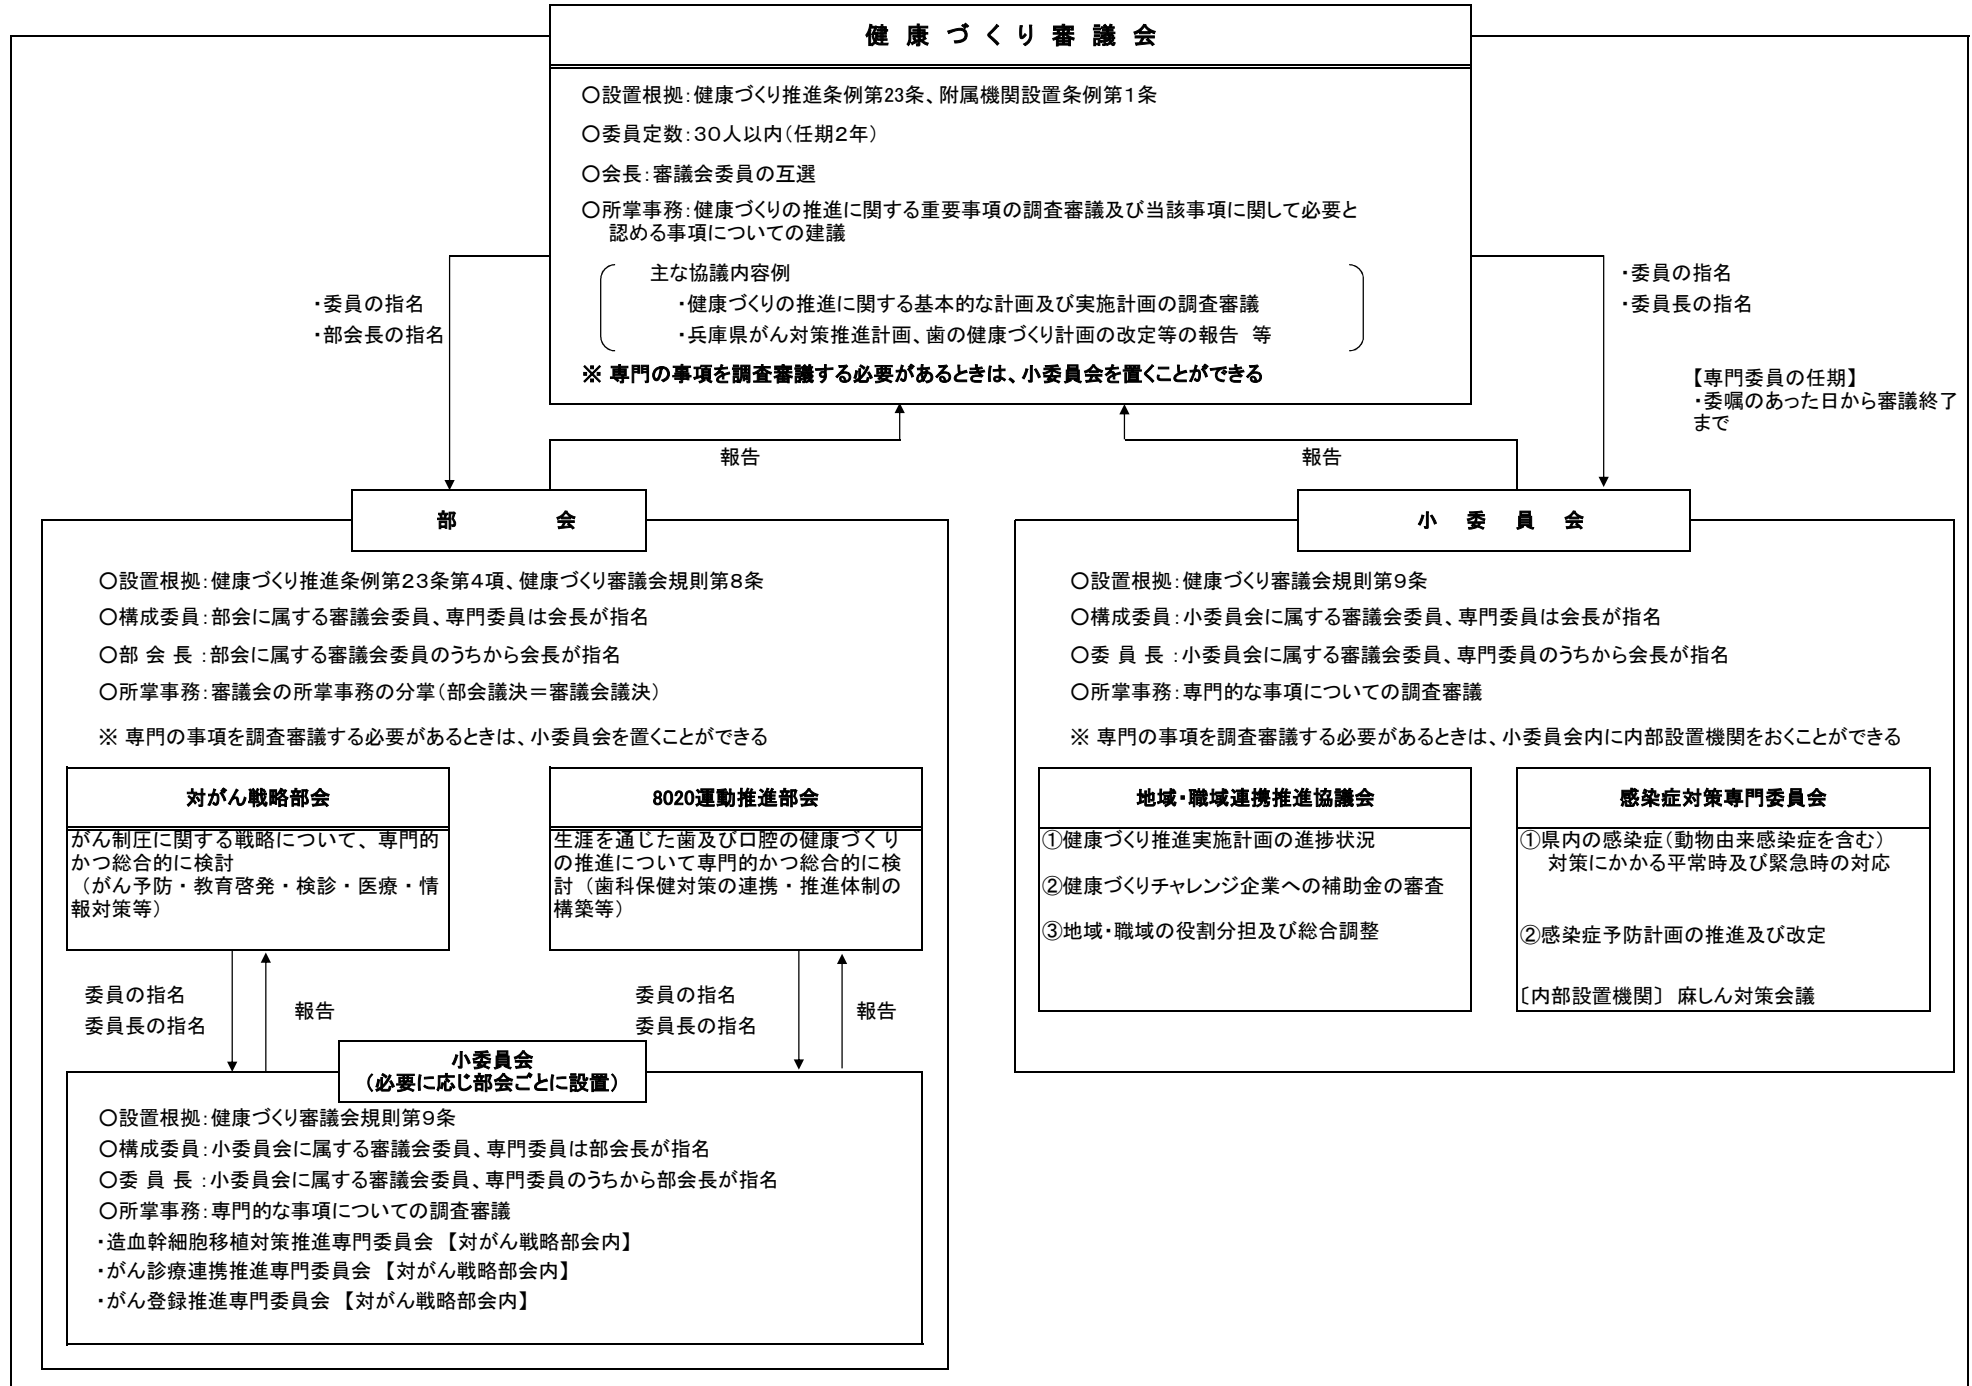 健康づくり審議会
○設置根拠：健康づくり推進条例第23条、附属機関設置条例第１条
○委員定数：３０人以内（任期２年）
○会長：審議会委員の互選
○所掌事務：健康づくりの推進に関する重要事項の調査審議及び当該事項に関して必要と
認める事項についての建議
主な協議内容例
・健康づくりの推進に関する基本的な計画及び実施計画の調査審議
・兵庫県がん対策推進計画、歯の健康づくり計画の改定等の報告　等
※ 専門の事項を調査審議する必要があるときは、小委員会を置くことができる
・委員の指名
・部会長の指名
・委員の指名
・委員長の指名
【専門委員の任期】
・委嘱のあった日から審議終了
まで
報告
報告
部会
○設置根拠：健康づくり推進条例第２３条第４項、健康づくり審議会規則第８条
○構成委員：部会に属する審議会委員、専門委員は会長が指名
○部 会 長 ：部会に属する審議会委員のうちから会長が指名
○所掌事務：審議会の所掌事務の分掌（部会議決＝審議会議決）
※ 専門の事項を調査審議する必要があるときは、小委員会を置くことができる
対がん戦略部会
がん制圧に関する戦略について、専門的
かつ総合的に検討
（がん予防・教育啓発・検診・医療・情
報対策等）
8020運動推進部会
生涯を通じた歯及び口腔の健康づくり
の推進について専門的かつ総合的に検
討（歯科保健対策の連携・推進体制の
構築等）
委員の指名
委員長の指名
報告
委員の指名
委員長の指名
報告
小委員会
（必要に応じ部会ごとに設置）
○設置根拠：健康づくり審議会規則第９条
○構成委員：小委員会に属する審議会委員、専門委員は部会長が指名
○委 員 長 ：小委員会に属する審議会委員、専門委員のうちから部会長が指名
○所掌事務：専門的な事項についての調査審議
・造血幹細胞移植対策推進専門委員会 【対がん戦略部会内】
・がん診療連携推進専門委員会 【対がん戦略部会内】
・がん登録推進専門委員会 【対がん戦略部会内】
小委員会
○設置根拠：健康づくり審議会規則第９条
○構成委員：小委員会に属する審議会委員、専門委員は会長が指名
○委 員 長 ：小委員会に属する審議会委員、専門委員のうちから会長が指名
○所掌事務：専門的な事項についての調査審議
※ 専門の事項を調査審議する必要があるときは、小委員会内に内部設置機関をおくことができる
地域・職域連携推進協議会
①健康づくり推進実施計画の進捗状況
②健康づくりチャレンジ企業への補助金の審査
③地域・職域の役割分担及び総合調整
感染症対策専門委員会
①県内の感染症（動物由来感染症を含む）
対策にかかる平常時及び緊急時の対応
②感染症予防計画の推進及び改定
〔内部設置機関〕 麻しん対策会議